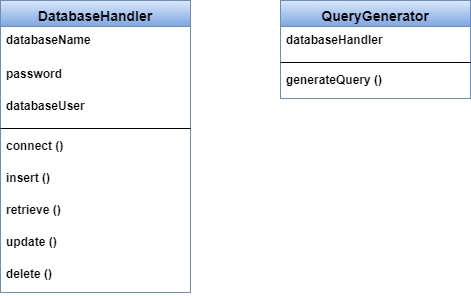 DatabaseHandler
databaseName
password
databaseUser
connect ()
insert ()
retrieve ()
update ()
delete ()
QueryGenerator
databaseHandler
generateQuery ()